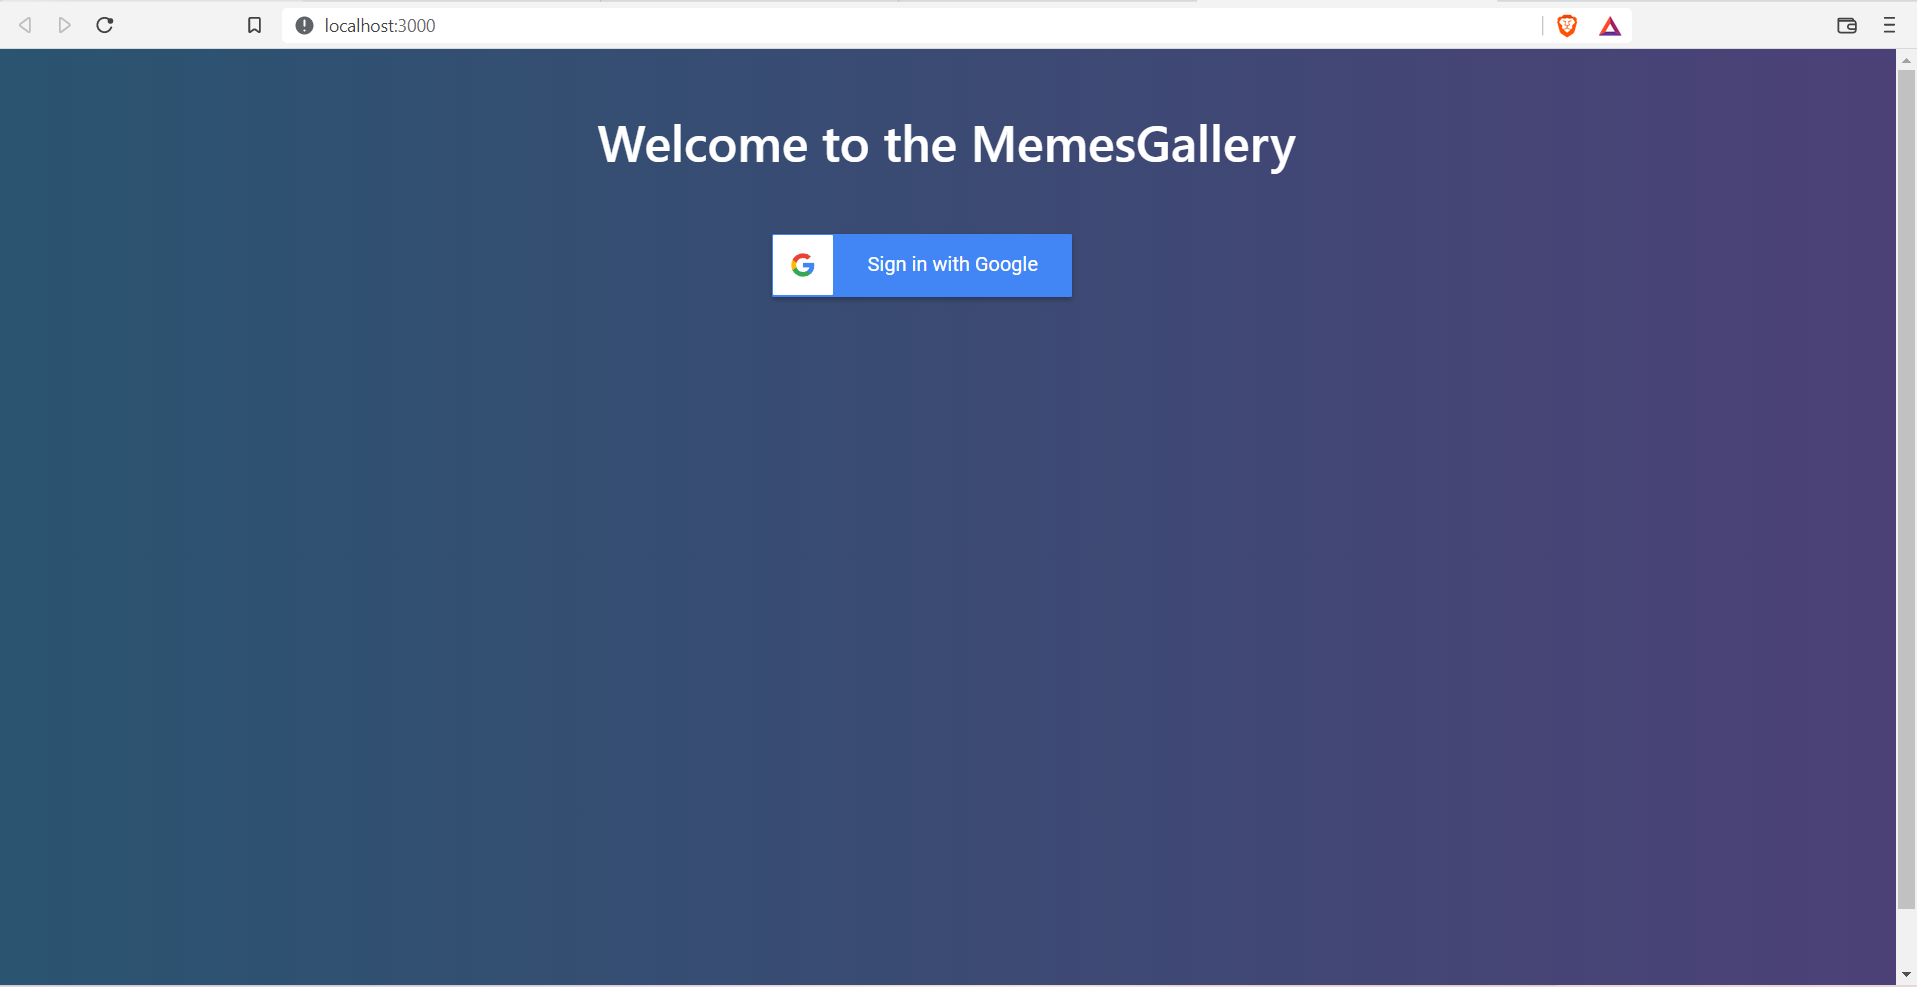 localhost:3000
Welcome to the MemesGallery
Sign in with Google